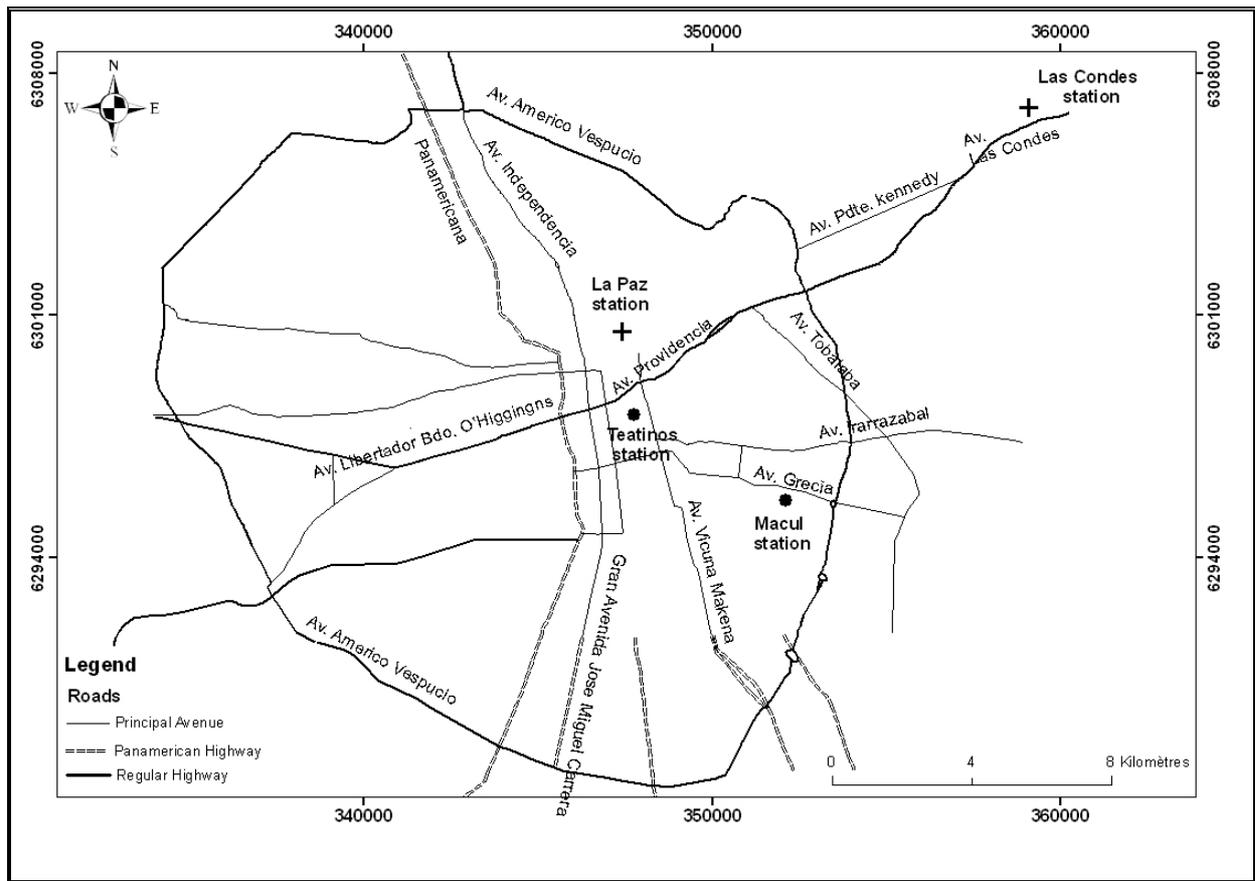 340000
350000
360000
6308000
6308000
N
W
E
S
Las Condes
station
Av. Americo Vespucio
Av.
Las Condes
Panamericana
Av. Independencia
Av. Pdte. kennedy
La Paz
station
6301000
6301000
Av. Providencia
Av. Tobalaba
Av. Libertador Bdo. O'Higgingns
Teatinos
station
Av. Irarrazabal
Av. Grecia
Macul
station
Av. Vicuna Makena
6294000
6294000
Gran Avenida Jose Miguel Carrera
Av. Americo Vespucio
Legend
Roads
Principal Avenue
Panamerican Highway
Regular Highway
0
4
8 Kilomètres
340000
350000
360000